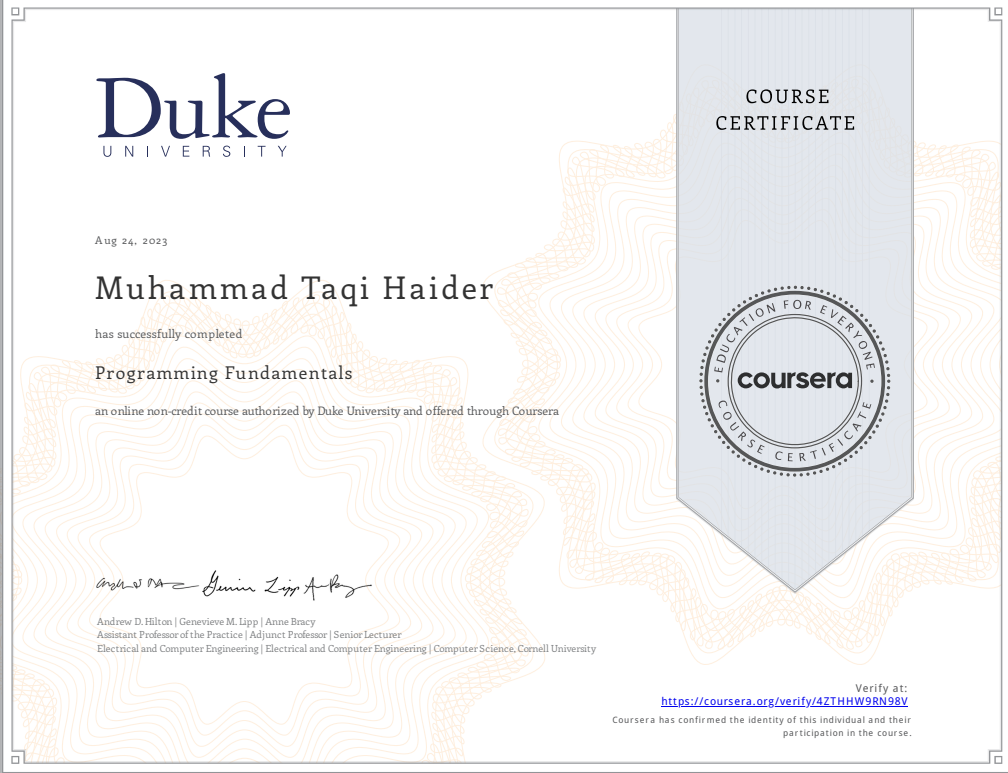 Duke
UNIVERSITY
COURSE
CERTIFICATE
Aug 24, 2023
Muhammad Taqi Haider
has successfully completed
Programming Fundamentals
an online non-credit course authorized by Duke University and offered through Coursera
EDUCATION FOR EVERYONE
coursera
COURSE CERTIFICATE
Andrew D. Hilton | Genevieve M. Lipp | Anne Bracy
Assistant Professor of the Practice | Adjunct Professor | Senior Lecturer
Electrical and Computer Engineering | Electrical and Computer Engineering | Computer Science, Cornell University
Verify at:
https://coursera.org/verify/4ZTHHW9RN98V
Coursera has confirmed the identity of this individual and their
participation in the course.